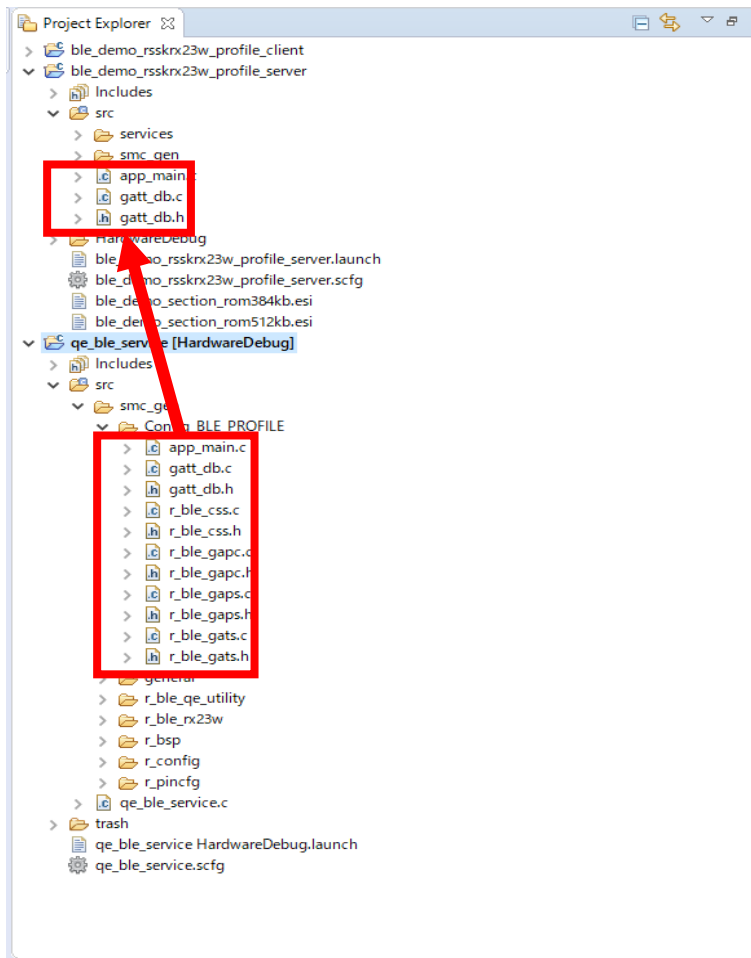 Project Explorer
ble_demo_rsskrx23w_profile_client
ble_demo_rsskrx23w_profile_server
Includes
src
services
smc_gen
app_main.c
gatt_db.c
gatt_db.h
HardwareDebug
ble_demo_rsskrx23w_profile_server.launch
ble_demo_rsskrx23w_profile_server.scfg
ble_demo_section_rom384kb.esi
ble_demo_section_rom512kb.esi
qe_ble_service [HardwareDebug]
Includes
src
smc_gen
Config_BLE_PROFILE
app_main.c
gatt_db.c
gatt_db.h
r_ble_css.c
r_ble_css.h
r_ble_gapc.c
r_ble_gapc.h
r_ble_gaps.c
r_ble_gaps.h
r_ble_gats.c
r_ble_gats.h
general
r_ble_qe_utility
r_ble_rx23w
r_bsp
r_config
r_pincfg
qe_ble_service.c
trash
qe_ble_service HardwareDebug.launch
qe_ble_service.scfg